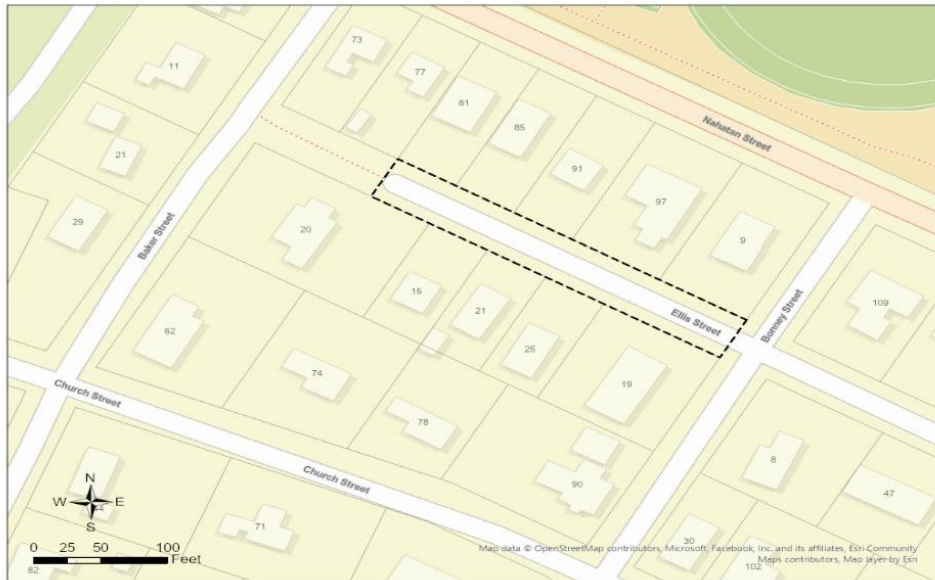 73
77
11
81
85
Nahatan Street
21
91
97
29
Baker Street
20
9
15
21
Ellis Street
Bonney Street
109
62
25
74
19
Church Street
78
8
Church Street
90
47
N
W E
S
71
30
0 25 50 100
Feet
82
102
Map data © OpenStreetMap contributors, Microsoft, Facebook, Inc. and its affiliates, Esri Community
Maps contributors, Map layer by Esri